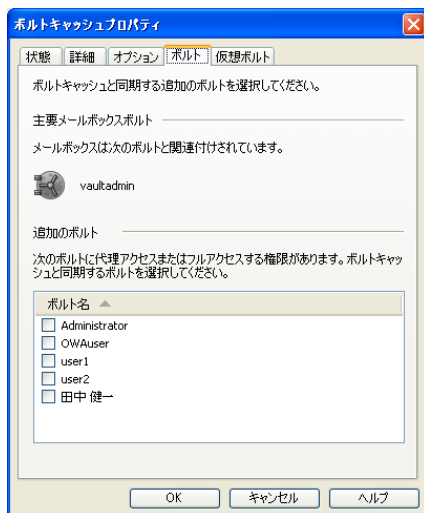 ボルトキャッシュプロパティ
状態 詳細 オプション ボルト 仮想ボルト
ボルトキャッシュと同期する追加のボルトを選択してください。
主要メールボックスボルト
メールボックスは次のボルトと関連付けされています。
vaultadmin
追加のボルト
次のボルトに代理アクセスまたはフルアクセスする権限があります。ボルトキャッ
シュと同期するボルトを選択してください。
ボルト名
Administrator
OWAuser
user1
user2
田中 健一
OK キャンセル ヘルプ